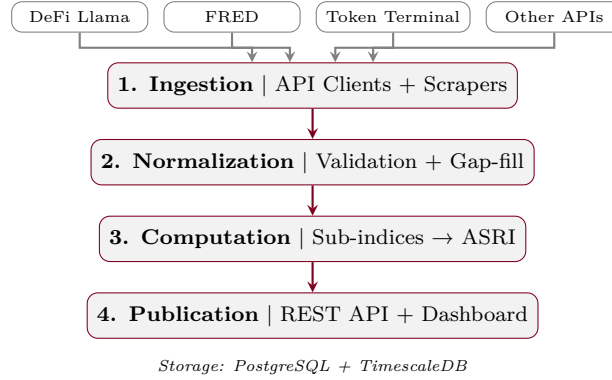 DeFi Llama
FRED
Token Terminal
Other APIs
1. Ingestion | API Clients + Scrapers
2. Normalization | Validation + Gap-fill
3. Computation | Sub-indices → ASRI
4. Publication | REST API + Dashboard
Storage: PostgreSQL + TimescaleDB